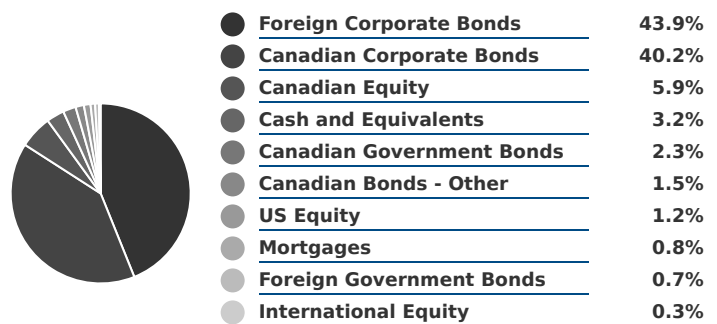 Foreign Corporate Bonds 43.9%
Canadian Corporate Bonds 40.2%
Canadian Equity 5.9%
Cash and Equivalents 3.2%
Canadian Government Bonds 2.3%
Canadian Bonds - Other 1.5%
US Equity 1.2%
Mortgages 0.8%
Foreign Government Bonds 0.7%
International Equity 0.3%